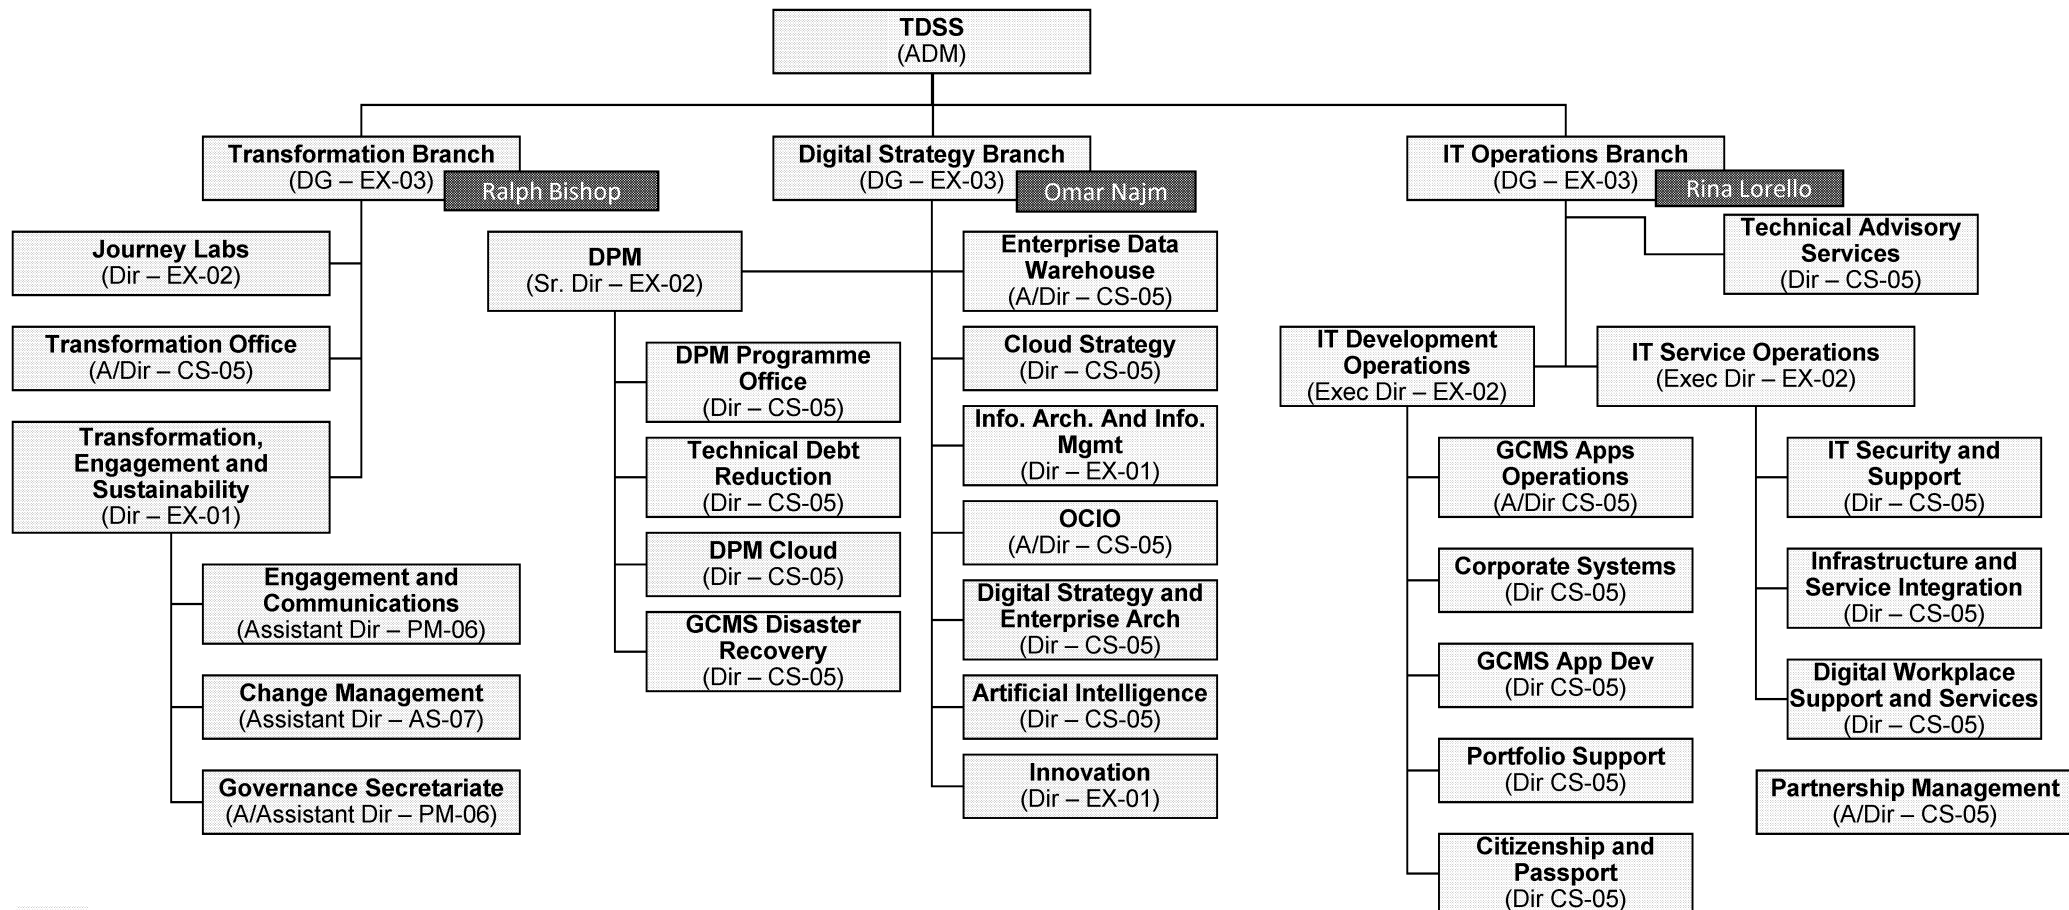 TDSS
(ADM)
Transformation Branch
(DG – EX-03)
Ralph Bishop
Digital Strategy Branch
(DG – EX-03)
Omar Najm
IT Operations Branch
(DG – EX-03)
Rina Lorello
Journey Labs
(Dir – EX-02)
Transformation Office
(A/Dir – CS-05)
Transformation,
Engagement and
Sustainability
(Dir – EX-01)
Engagement and
Communications
(Assistant Dir – PM-06)
Change Management
(Assistant Dir – AS-07)
Governance Secretariate
(A/Assistant Dir – PM-06)
DPM
(Sr. Dir – EX-02)
DPM Programme
Office
(Dir – CS-05)
Technical Debt
Reduction
(Dir – CS-05)
DPM Cloud
(Dir – CS-05)
GCMS Disaster
Recovery
(Dir – CS-05)
Enterprise Data
Warehouse
(A/Dir – CS-05)
Cloud Strategy
(Dir – CS-05)
Info. Arch. And Info.
Mgmt
(Dir – EX-01)
OCIO
(A/Dir – CS-05)
Digital Strategy and
Enterprise Arch
(Dir – CS-05)
Artificial Intelligence
(Dir – CS-05)
Innovation
(Dir – EX-01)
Technical Advisory
Services
(Dir – CS-05)
IT Development
Operations
(Exec Dir – EX-02)
GCMS Apps
Operations
(A/Dir CS-05)
Corporate Systems
(Dir CS-05)
GCMS App Dev
(Dir CS-05)
Portfolio Support
(Dir CS-05)
Citizenship and
Passport
(Dir CS-05)
IT Service Operations
(Exec Dir – EX-02)
IT Security and
Support
(Dir – CS-05)
Infrastructure and
Service Integration
(Dir – CS-05)
Digital Workplace
Support and Services
(Dir – CS-05)
Partnership Management
(A/Dir – CS-05)